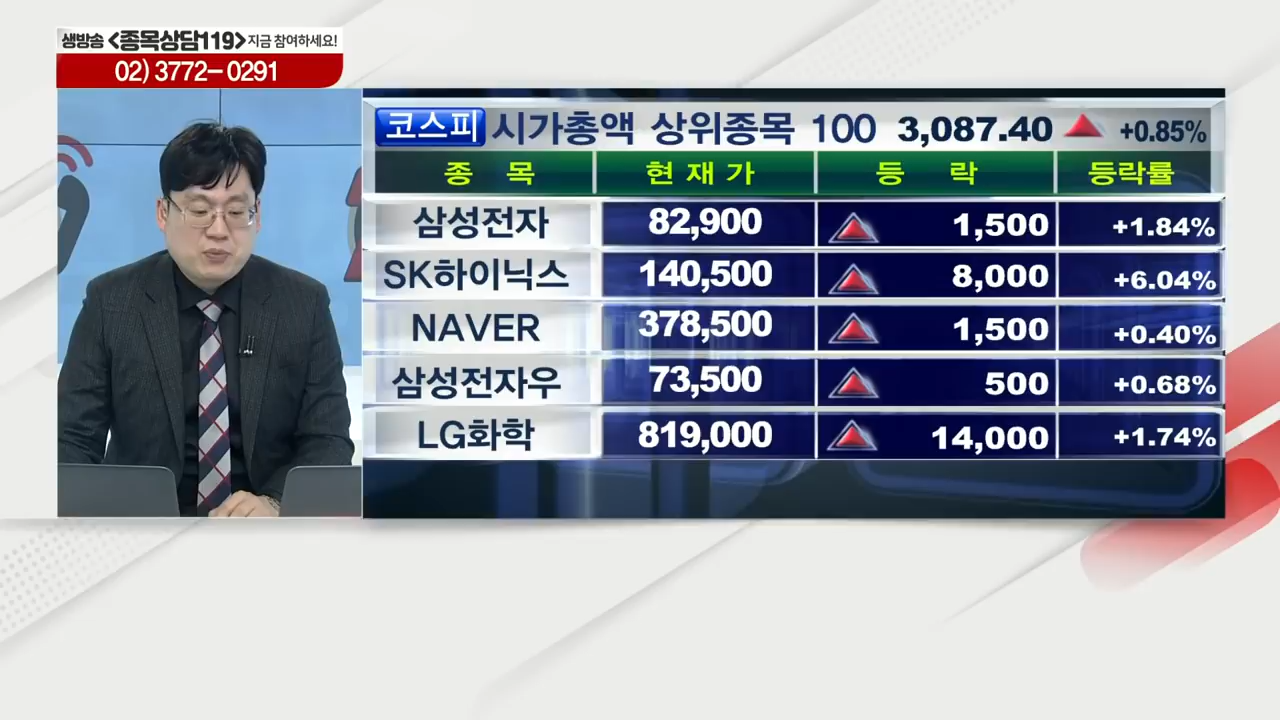 생방송 <종목상담119> 지금 참여하세요!
02) 3772-0291
코스피 시가총액 상위종목 100 3,087.40 ▲ +0.85%
종 목 현 재 가 등 락 등락률
삼성전자 82,900 ▲ 1,500 +1.84%
SK하이닉스 140,500 ▲ 8,000 +6.04%
NAVER 378,500 ▲ 1,500 +0.40%
삼성전자우 73,500 ▲ 500 +0.68%
LG화학 819,000 ▲ 14,000 +1.74%